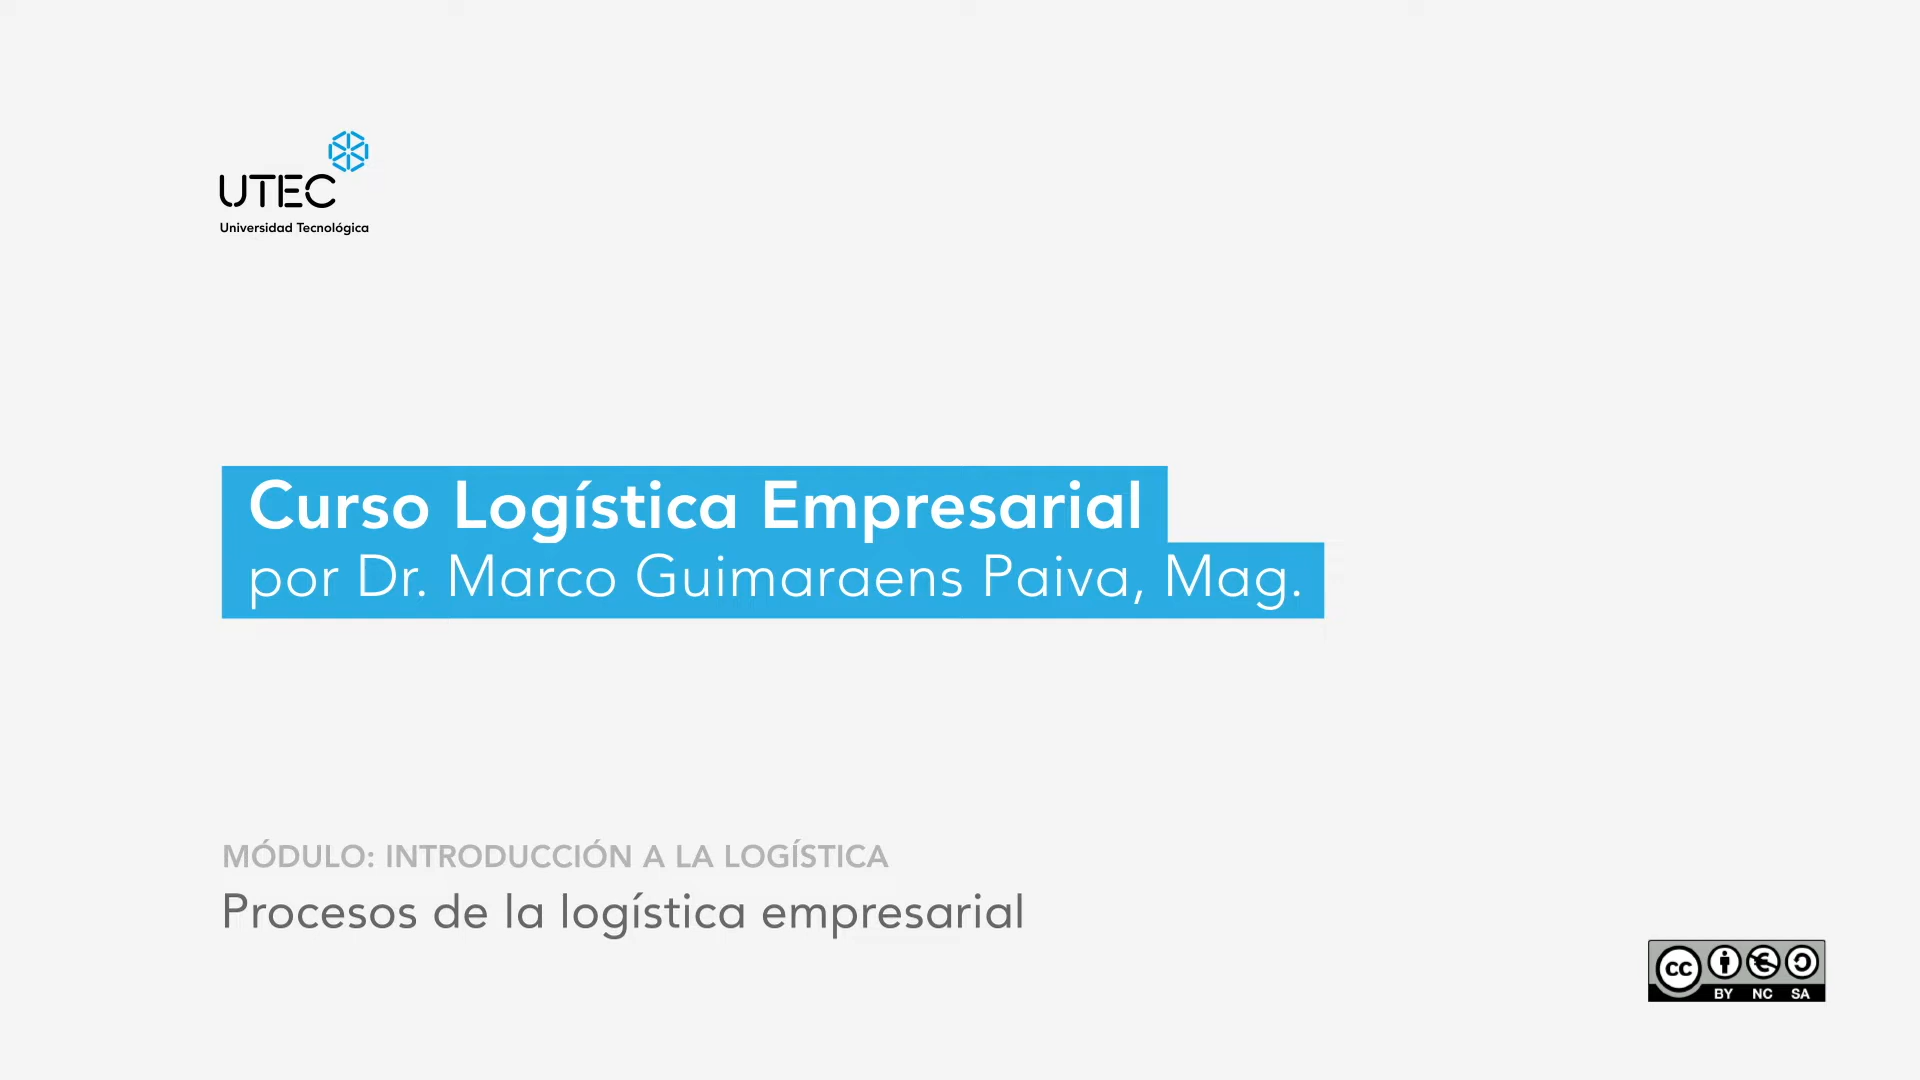 UTEC
Universidad Tecnológica
Curso Logística Empresarial
por Dr. Marco Guimaraens Paiva, Mag.
MÓDULO: INTRODUCCIÓN A LA LOGÍSTICA
Procesos de la logística empresarial
cc
BY NC SA